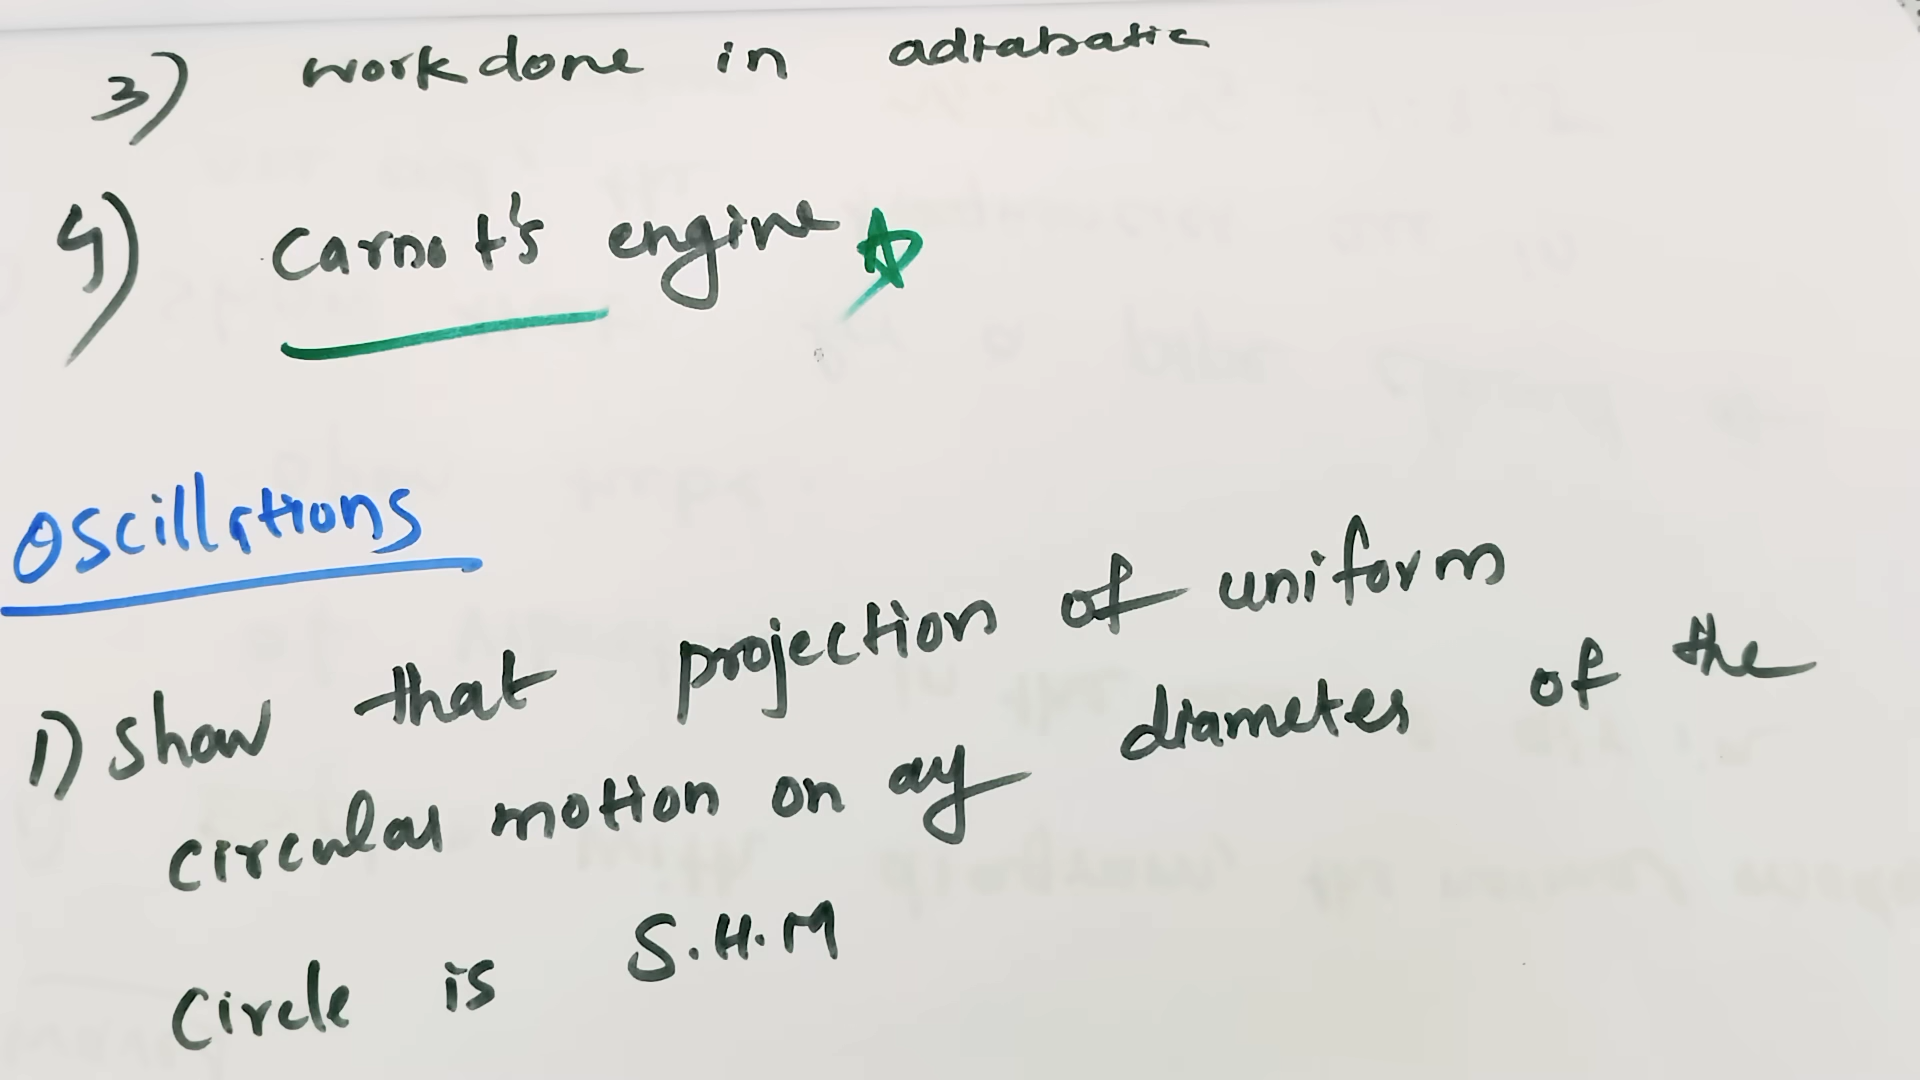 3) work done in adiabatic
4) Carnot's engine
Oscillations
1) Show that projection of uniform
circular motion on ay diameter of the
Circle is S.H.M